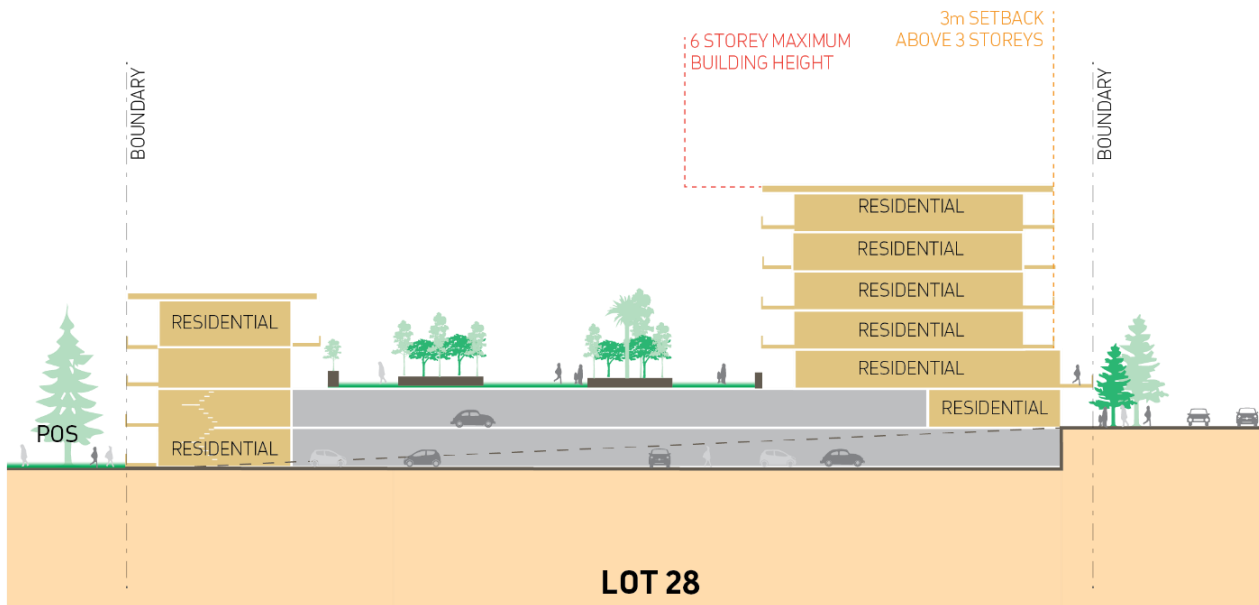 3m SETBACK
ABOVE 3 STOREYS
6 STOREY MAXIMUM
BUILDING HEIGHT
BOUNDARY
BOUNDARY
RESIDENTIAL
RESIDENTIAL
RESIDENTIAL
RESIDENTIAL
RESIDENTIAL
RESIDENTIAL
RESIDENTIAL
POS
RESIDENTIAL
LOT 28